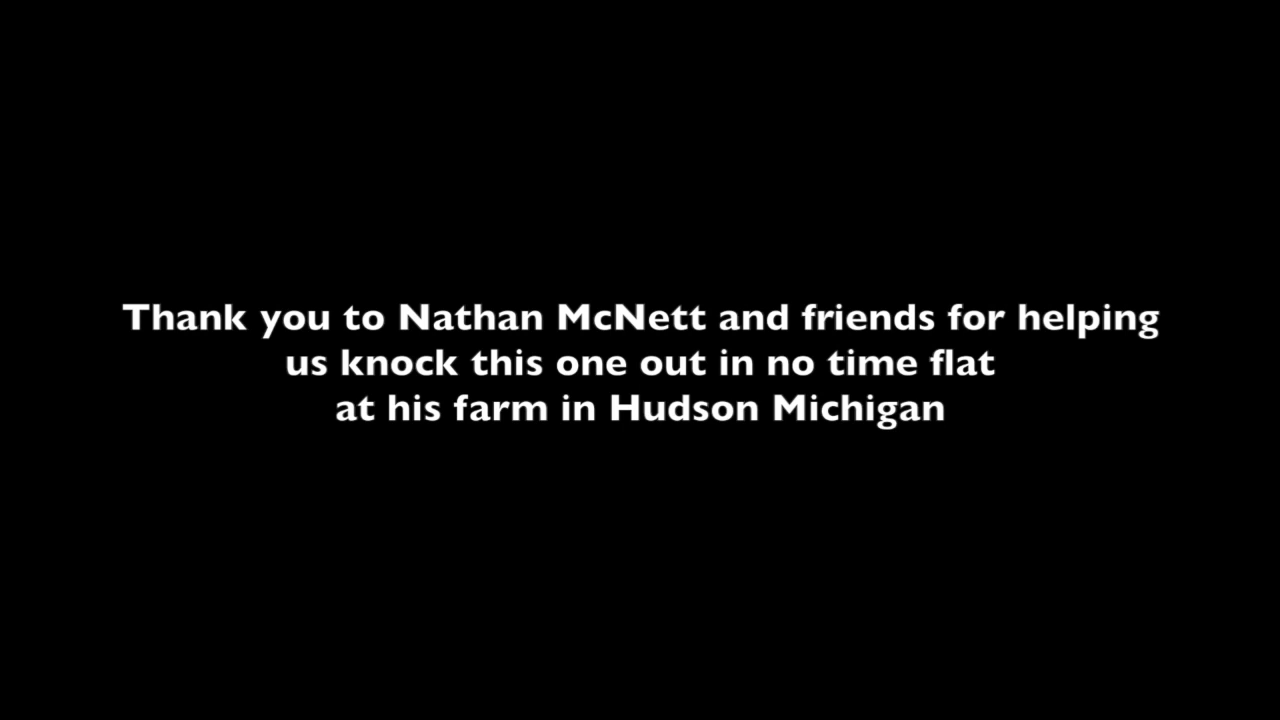 Thank you to Nathan McNett and friends for helping
us knock this one out in no time flat
at his farm in Hudson Michigan